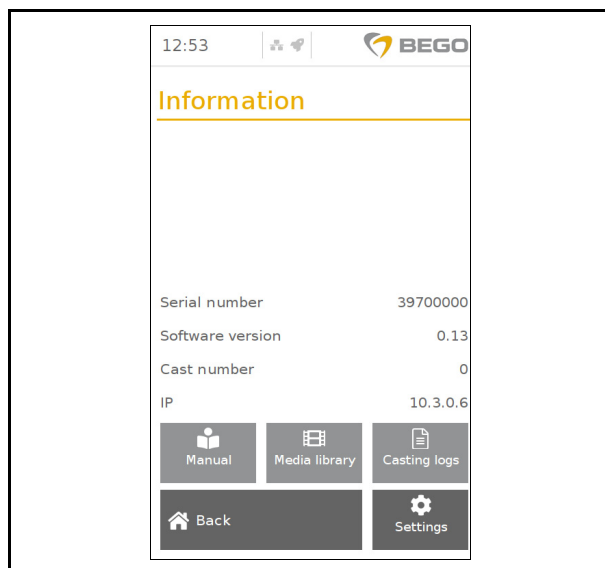 12:53 BEGO
Information
Serial number 39700000
Software version 0.13
Cast number 0
IP 10.3.0.6
Manual Media library Casting logs
Back Settings